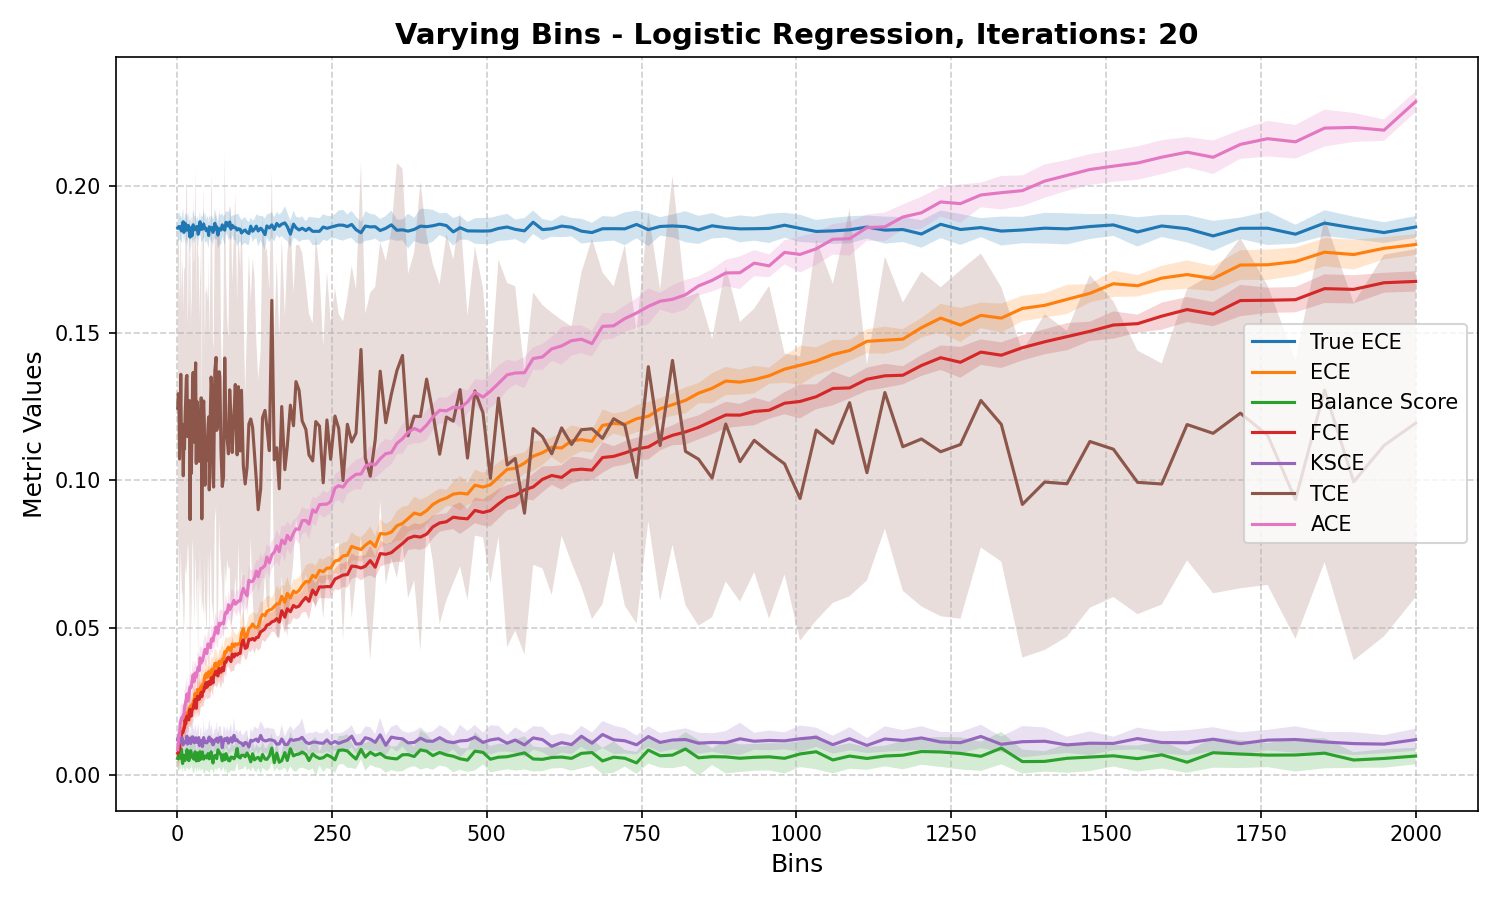 Varying Bins - Logistic Regression, Iterations: 20
Metric Values
0.20
0.15
0.10
0.05
0.00
True ECE
ECE
Balance Score
FCE
KSCE
TCE
ACE
0 250 500 750 1000 1250 1500 1750 2000
Bins